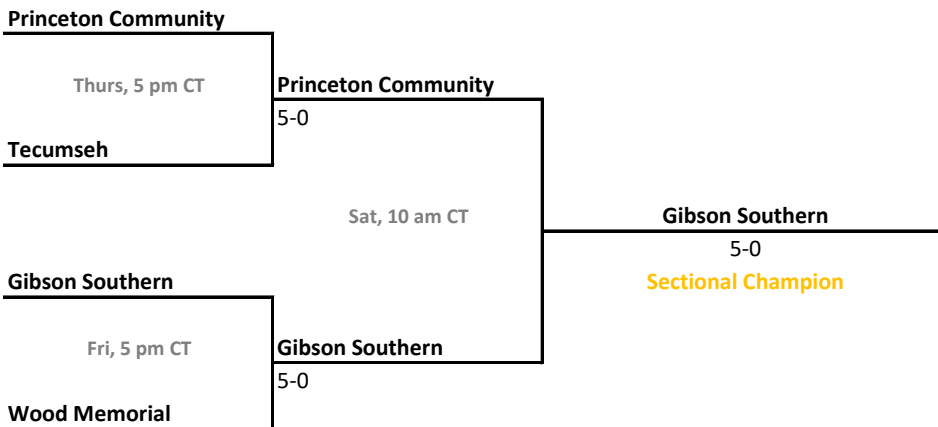 Princeton Community
Thurs, 5 pm CT
Princeton Community
5-0
Tecumseh
Sat, 10 am CT
Gibson Southern
5-0
Sectional Champion
Gibson Southern
Fri, 5 pm CT
Gibson Southern
5-0
Wood Memorial